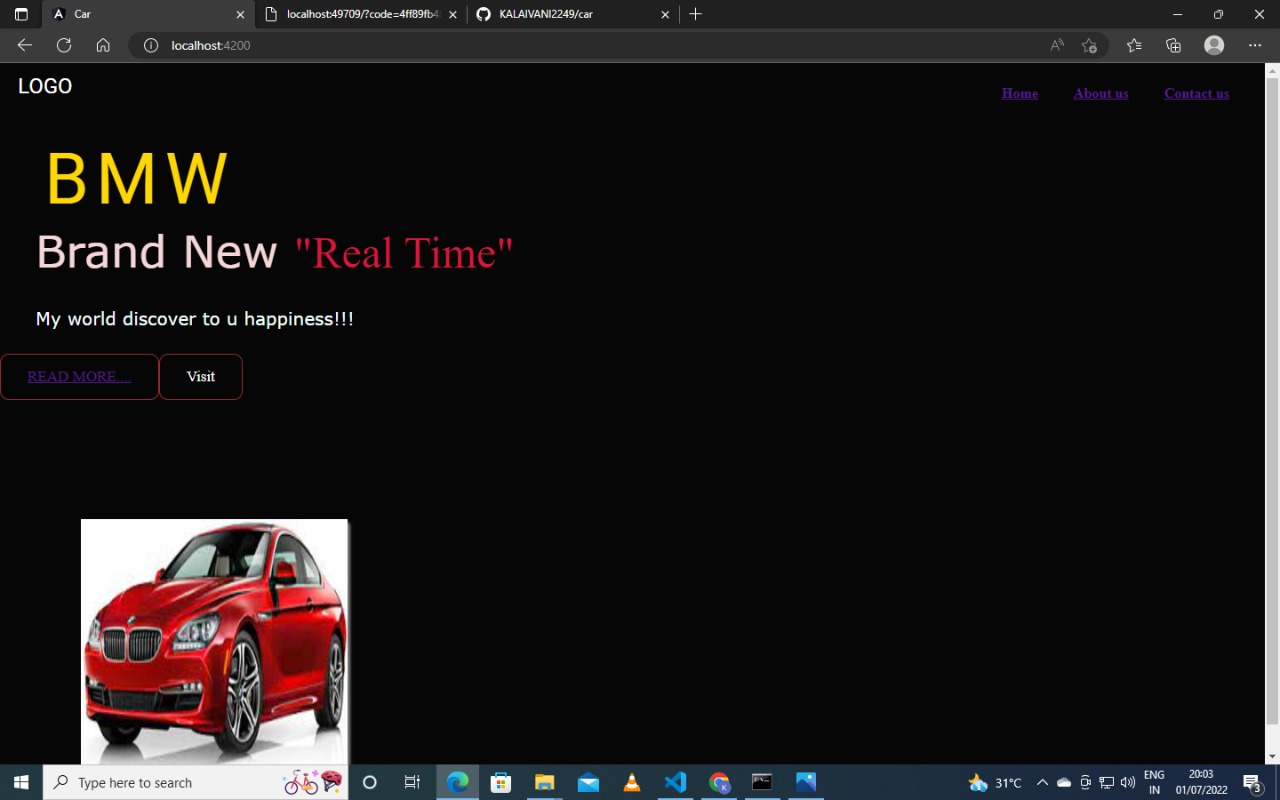 Car
localhost:49709/?code=4ff89fb4
KALAIVANI2249/car
localhost:4200
LOGO
Home About us Contact us
BMW
Brand New "Real Time"
My world discover to u happiness!!!
READ MORE....
Visit
Type here to search
31°C
ENG
IN
20:03
01/07/2022
3